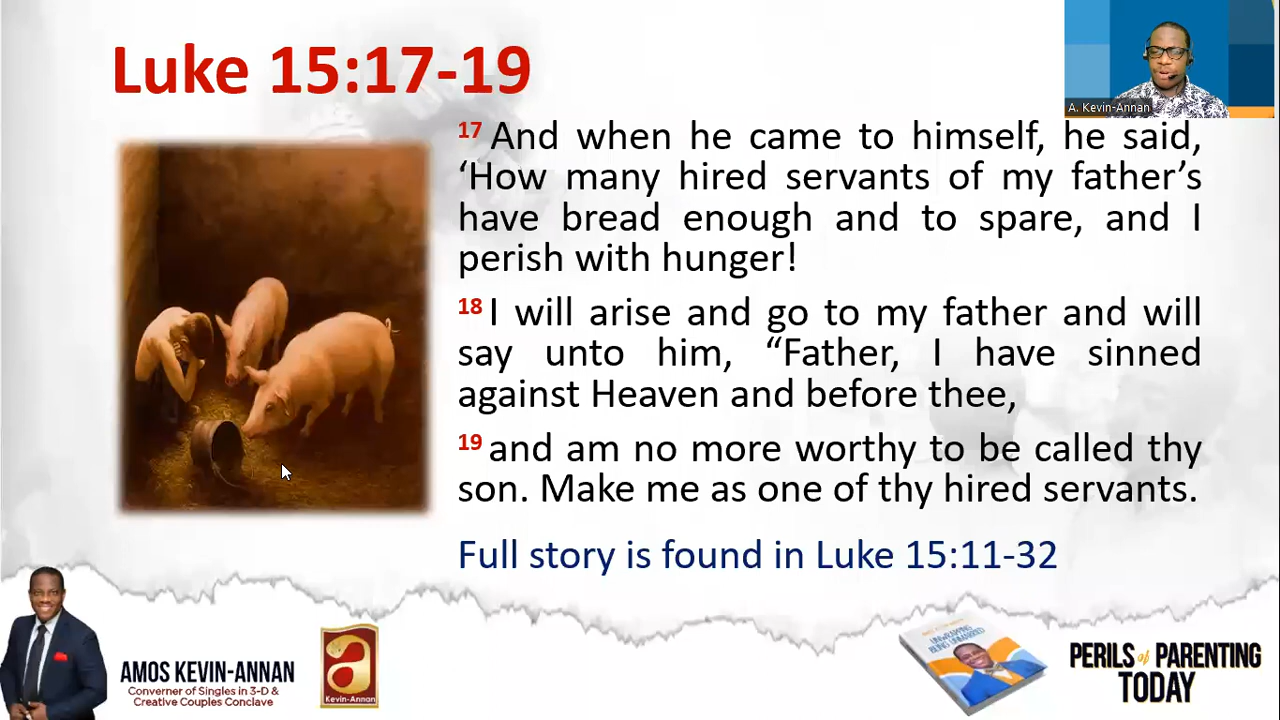 Luke 15:17-19
A. Kevin-Annan
17 And when he came to himself, he said,
‘How many hired servants of my father’s
have bread enough and to spare, and I
perish with hunger!
18 I will arise and go to my father and will
say unto him, “Father, I have sinned
against Heaven and before thee,
19 and am no more worthy to be called thy
son. Make me as one of thy hired servants.
Full story is found in Luke 15:11-32
AMOS KEVIN-ANNAN
Converner of Singles in 3-D &
Creative Couples Conclave
a
Kevin-Annan
UNWRAPPING
BEING UNMARRIED
PERILS of PARENTING
TODAY